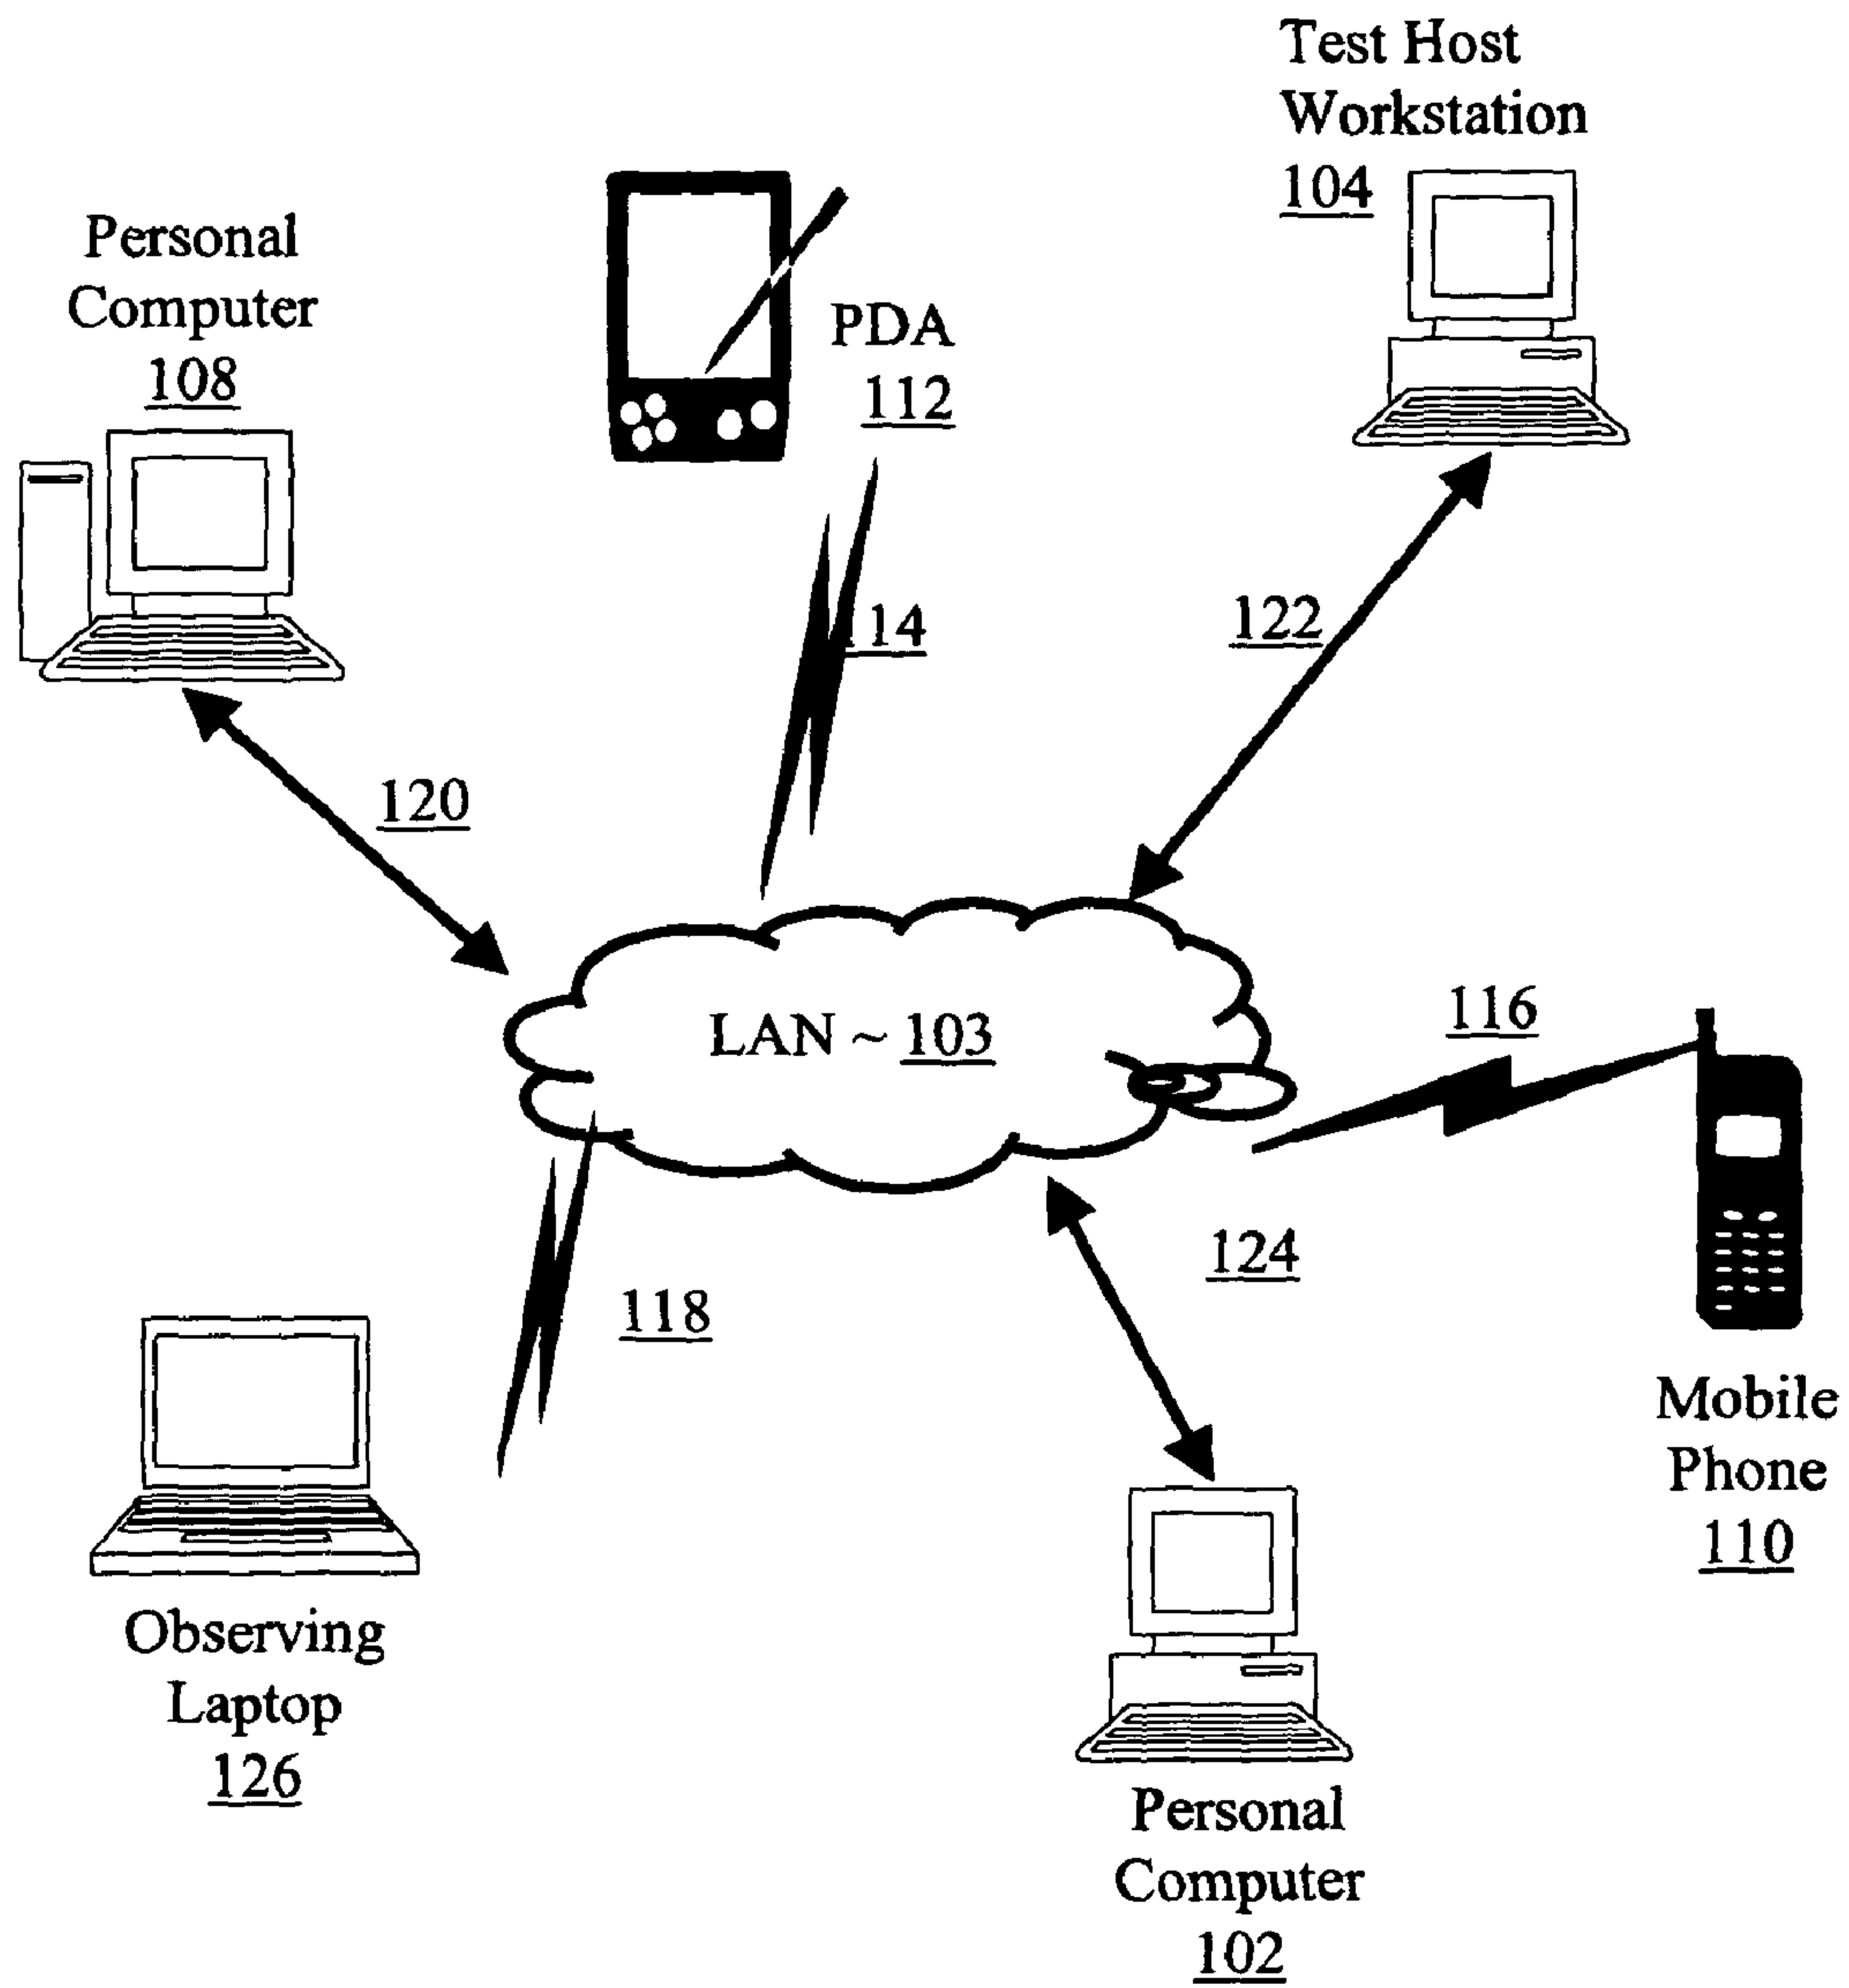 Test Host
Workstation
104
Personal
Computer
108
PDA
112
14
122
120
LAN ~ 103
116
124
118
Observing
Laptop
126
Mobile
Phone
110
Personal
Computer
102